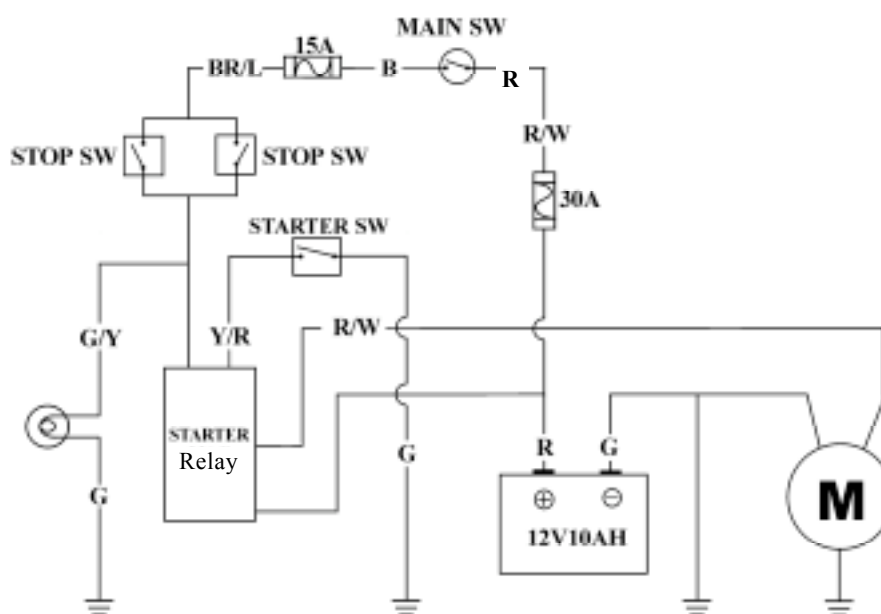 MAIN SW
15A
BR/L
B
R
R/W
STOP SW
STOP SW
30A
STARTER SW
G/Y
Y/R
R/W
STARTER
Relay
G
G
R
G
M
12V10AH